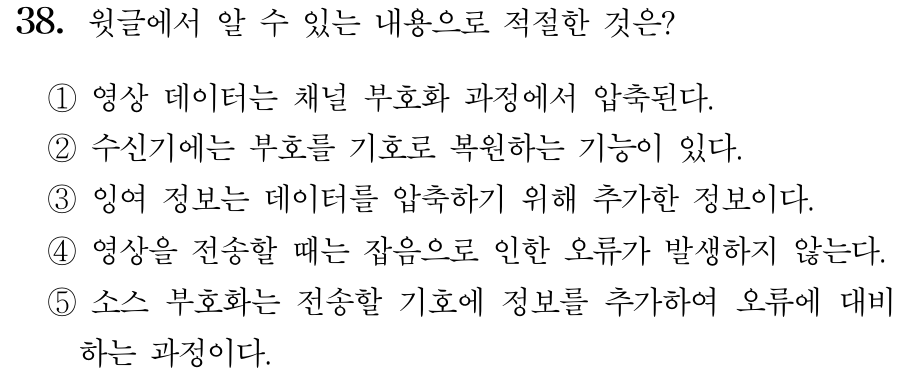 38. 윗글에서 알 수 있는 내용으로 적절한 것은?
① 영상 데이터는 채널 부호화 과정에서 압축된다.
② 수신기에는 부호를 기호로 복원하는 기능이 있다.
③ 잉여 정보는 데이터를 압축하기 위해 추가한 정보이다.
④ 영상을 전송할 때는 잡음으로 인한 오류가 발생하지 않는다.
⑤ 소스 부호화는 전송할 기호에 정보를 추가하여 오류에 대비
하는 과정이다.